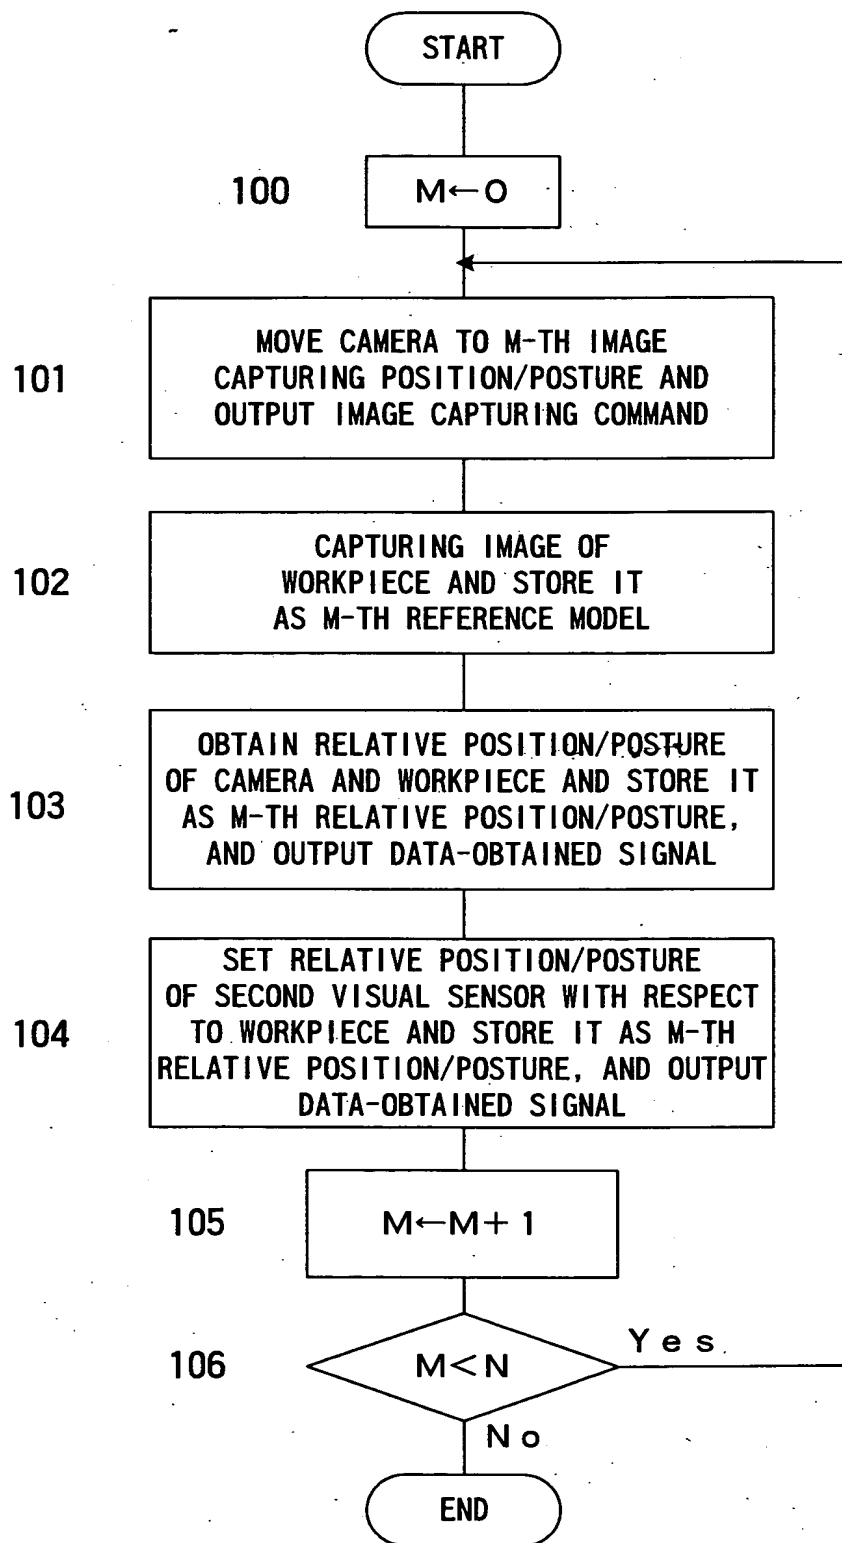 START
100
M←0
101
MOVE CAMERA TO M-TH IMAGE
CAPTURING POSITION/POSTURE AND
OUTPUT IMAGE CAPTURING COMMAND
102
CAPTURING IMAGE OF
WORKPIECE AND STORE IT
AS M-TH REFERENCE MODEL
103
OBTAIN RELATIVE POSITION/POSTURE
OF CAMERA AND WORKPIECE AND STORE IT
AS M-TH RELATIVE POSITION/POSTURE,
AND OUTPUT DATA-OBTAINED SIGNAL
104
SET RELATIVE POSITION/POSTURE
OF SECOND VISUAL SENSOR WITH RESPECT
TO WORKPIECE AND STORE IT AS M-TH
RELATIVE POSITION/POSTURE, AND OUTPUT
DATA-OBTAINED SIGNAL
105
M←M+1
106
M<N
Yes
No
END